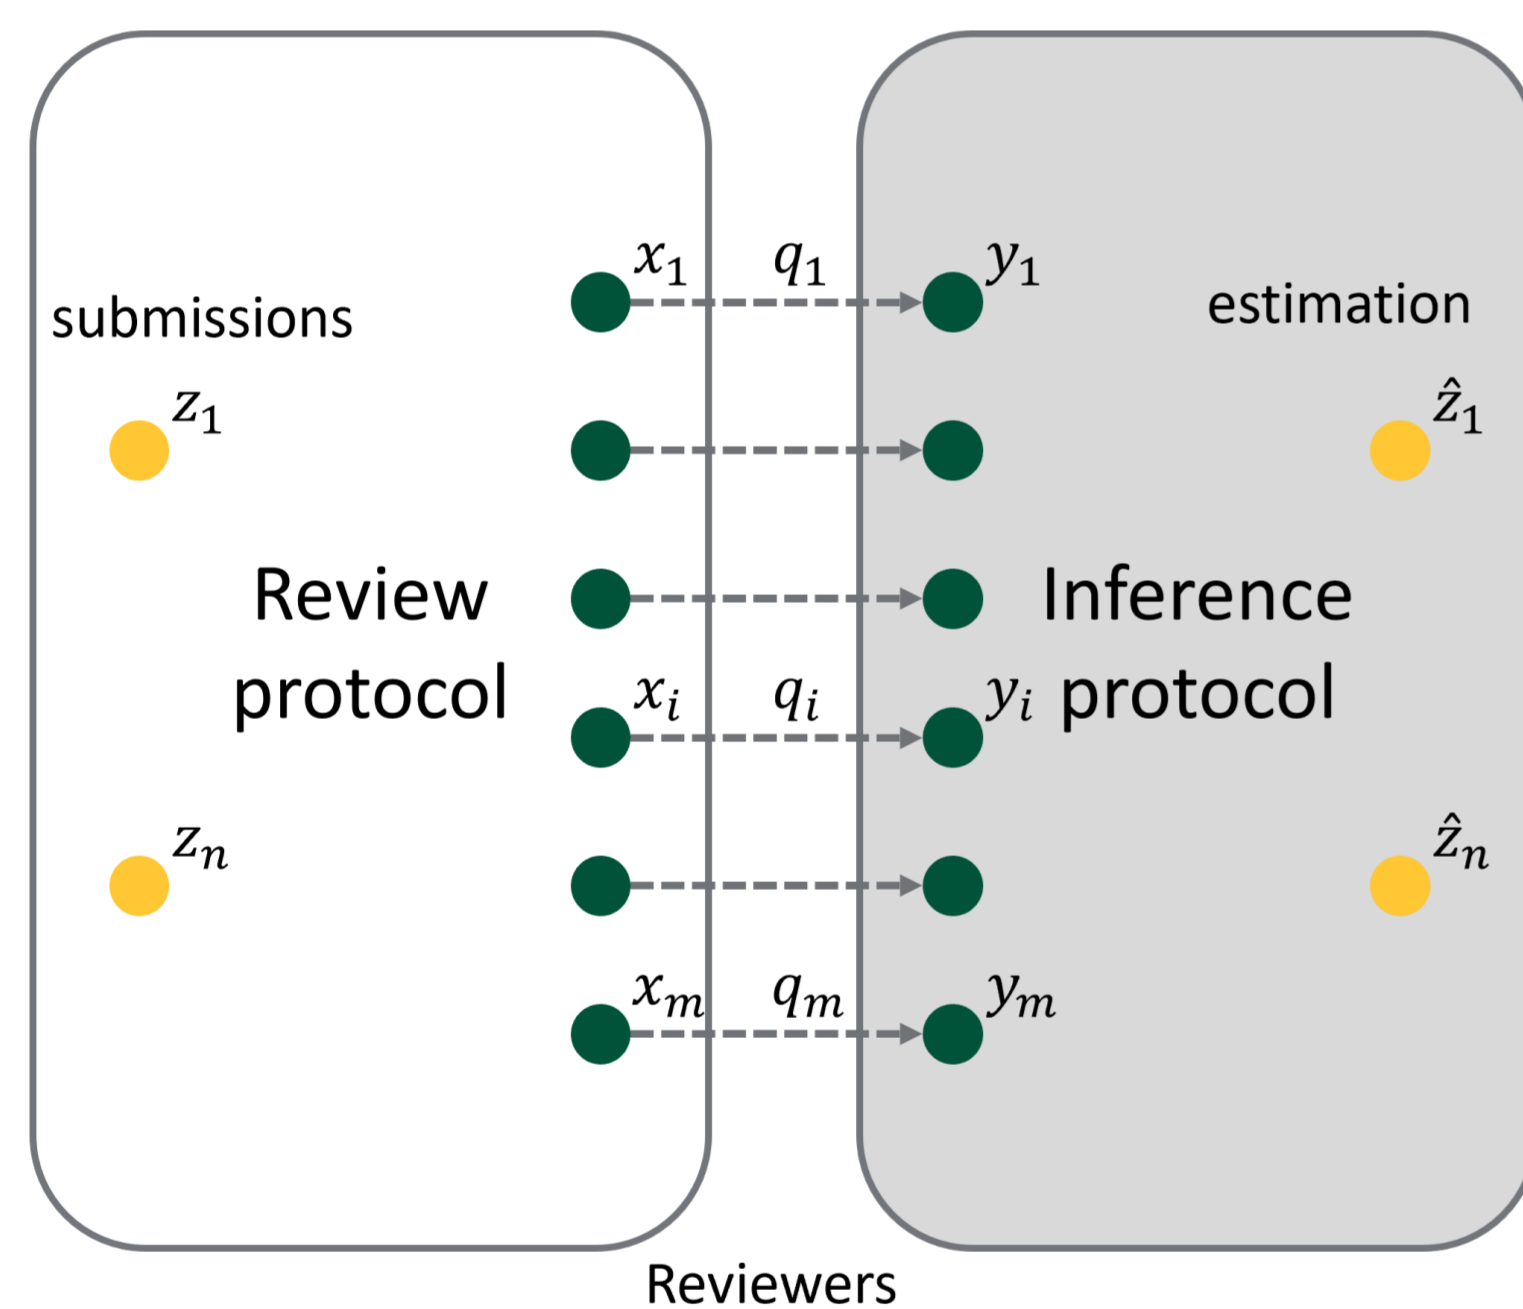 x₁ q₁ y₁
submissions
estimation
z₁
ẑ₁
Review
protocol
Inference
protocol
xᵢ qᵢ yᵢ
zₙ
ẑₙ
xₘ qₘ yₘ
Reviewers